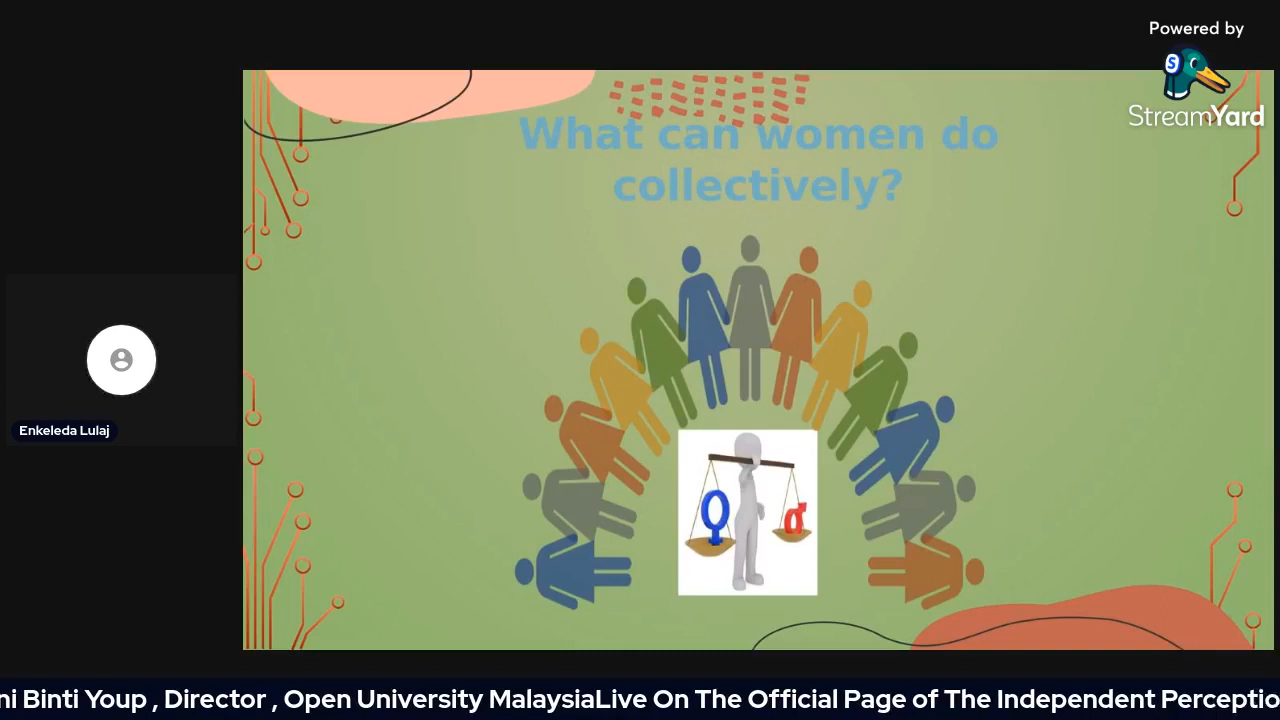 Powered by
S
StreamYard
What can women do
collectively?
Enkeleda Lulaj
ni Binti Youp , Director , Open University MalaysiaLive On The Official Page of The Independent Perceptio